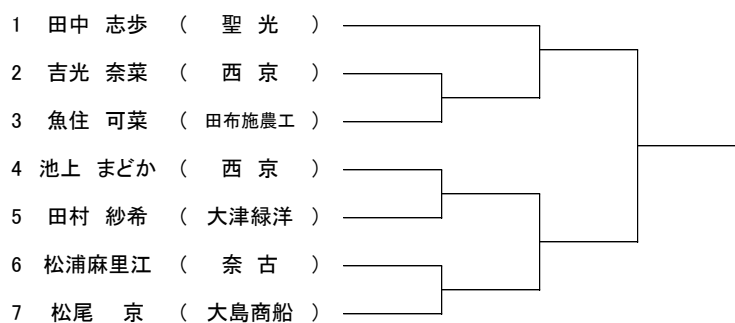 1 田中 志歩 （ 聖 光 ）
2 吉光 奈菜 （ 西 京 ）
3 魚住 可菜 （ 田布施農工 ）
4 池上 まどか （ 西 京 ）
5 田村 紗希 （ 大津緑洋 ）
6 松浦麻里江 （ 奈 古 ）
7 松尾 京 （ 大島商船 ）